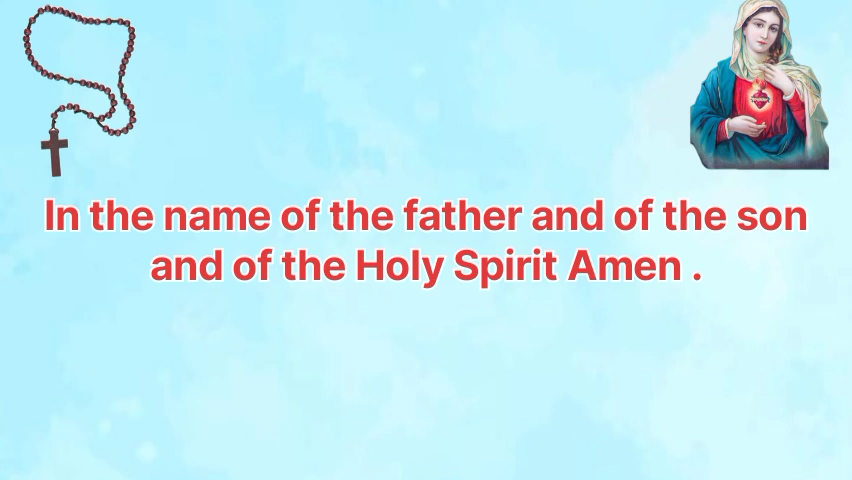 In the name of the father and of the son
and of the Holy Spirit Amen .